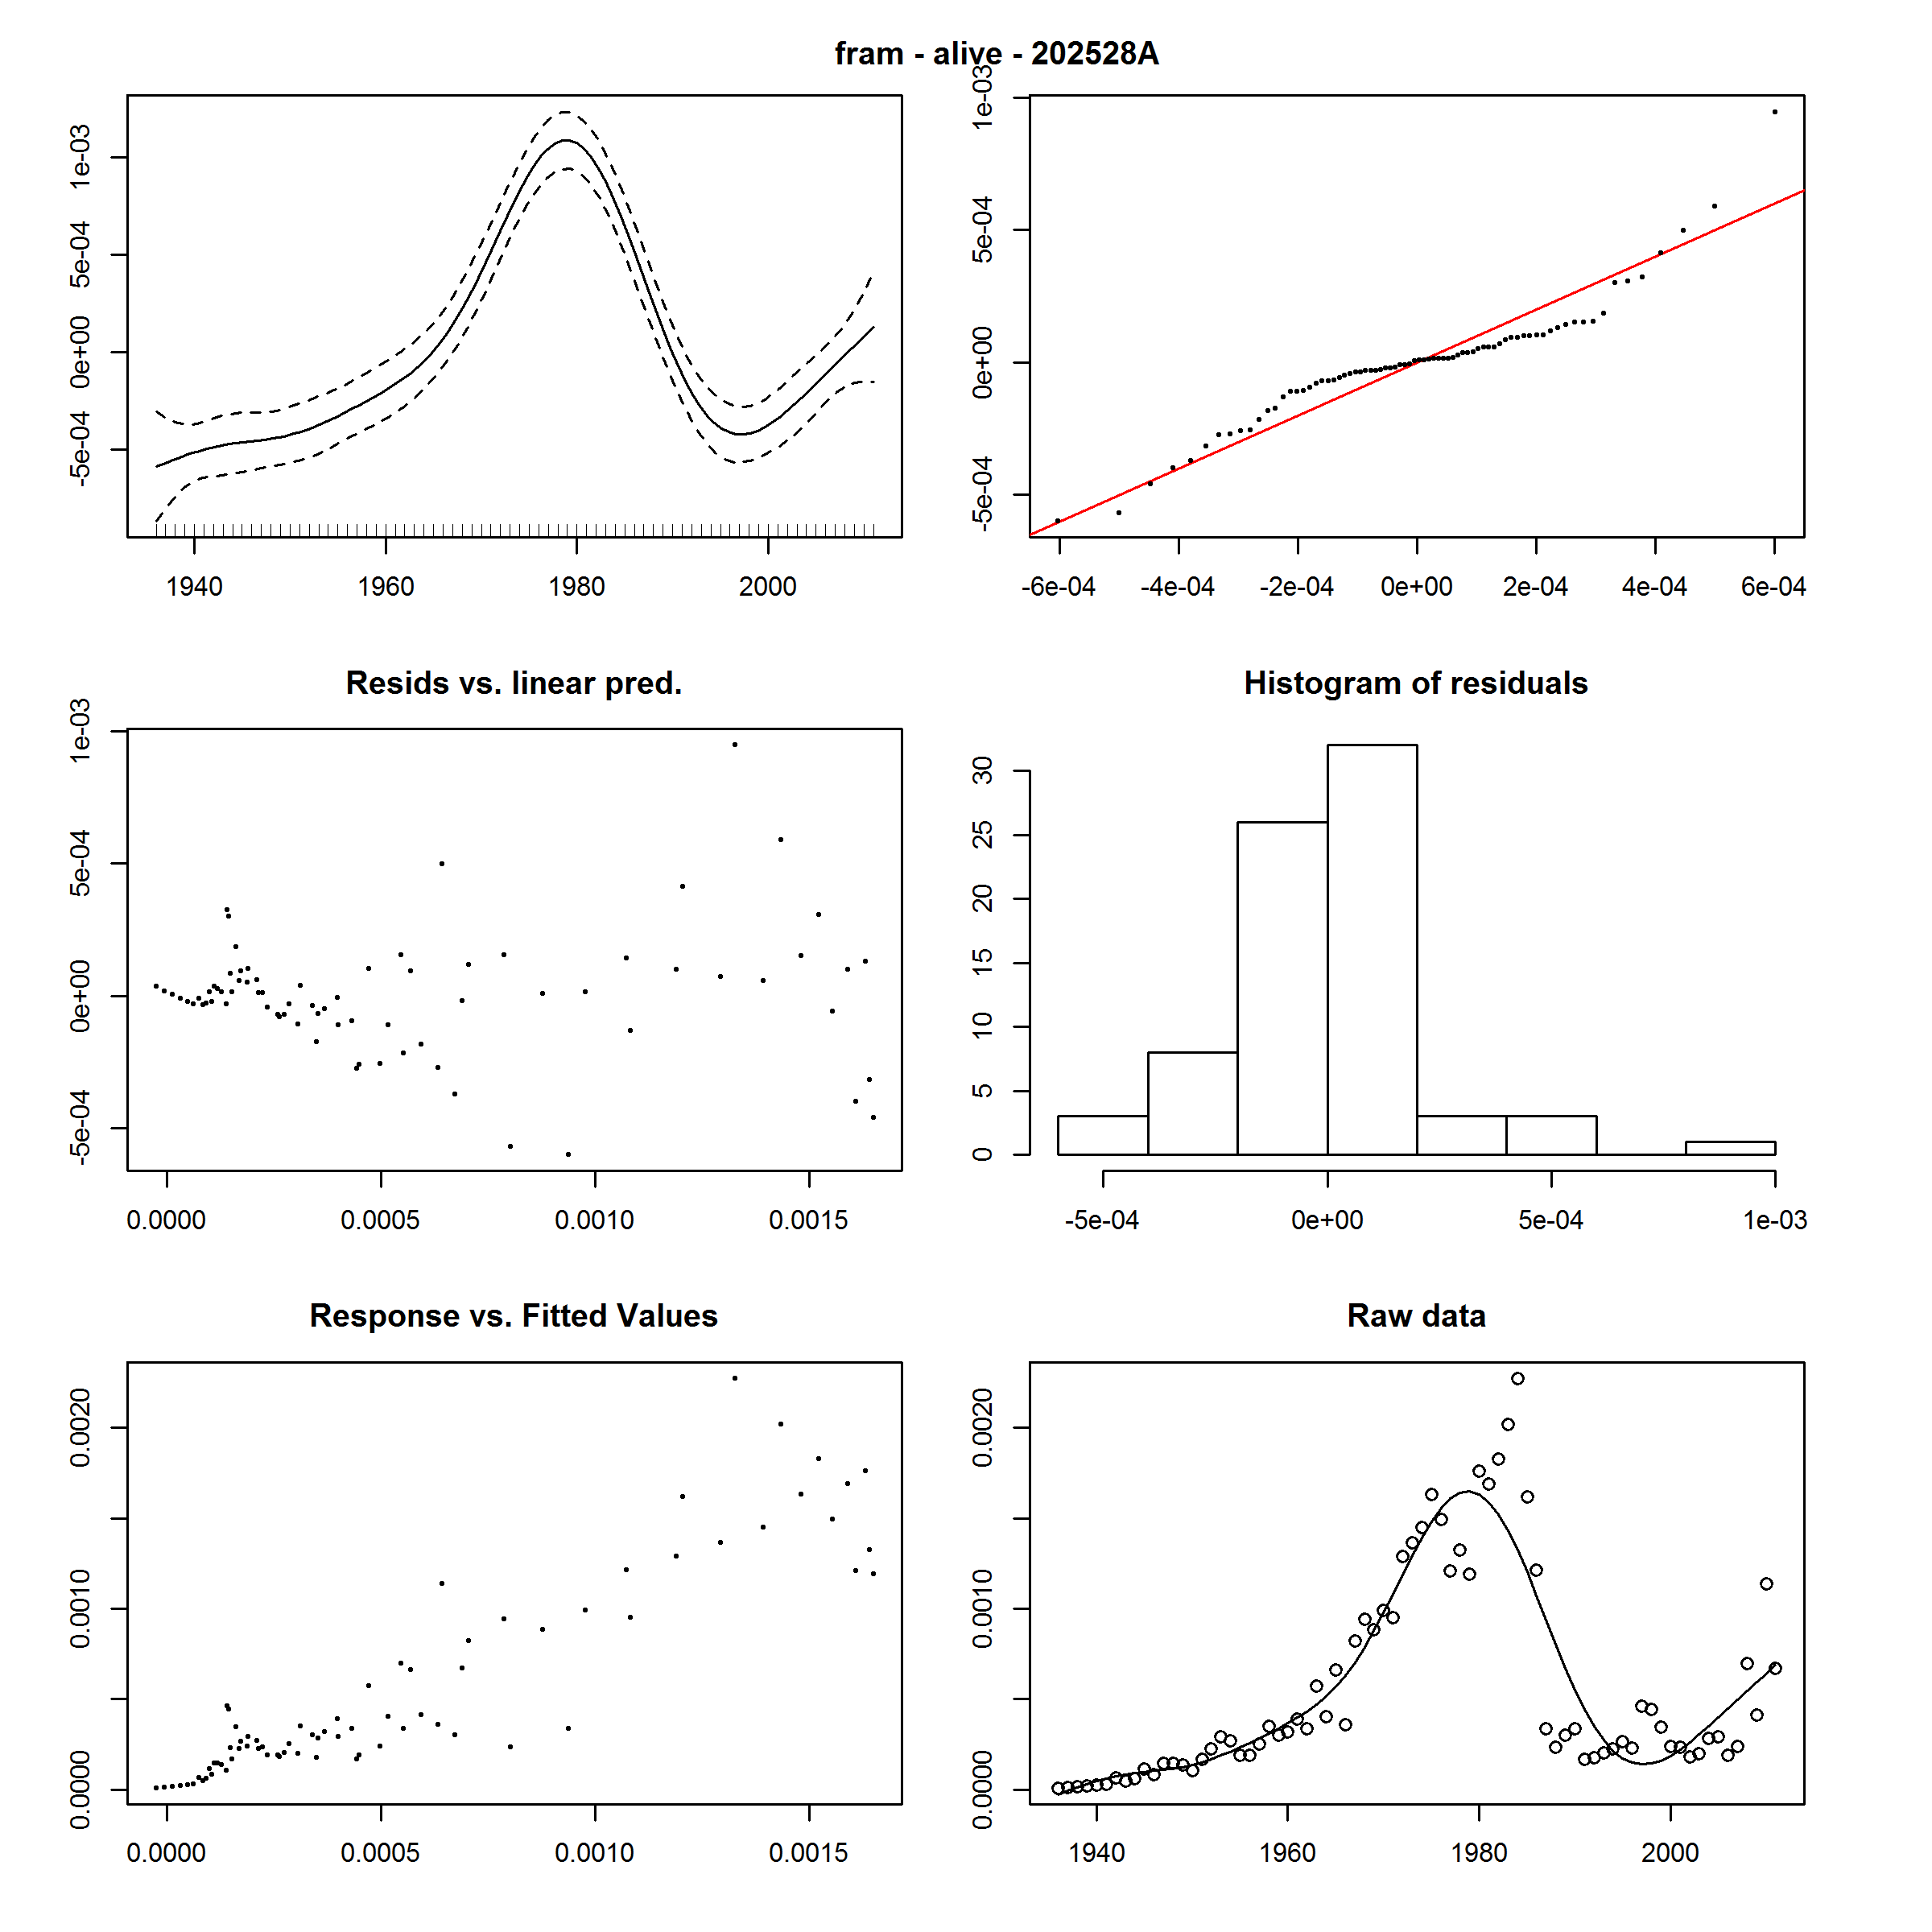 fram - alive - 202528A
-5e-04 0e+00 5e-04 1e-03
1940 1960 1980 2000
-5e-04 0e+00 5e-04 1e-03
-6e-04 -4e-04 -2e-04 0e+00 2e-04 4e-04 6e-04
Resids vs. linear pred.
-5e-04 0e+00 5e-04 1e-03
0.0000 0.0005 0.0010 0.0015
Histogram of residuals
0 5 10 15 20 25 30
-5e-04 0e+00 5e-04 1e-03
Response vs. Fitted Values
0.0000 0.0010 0.0020
0.0000 0.0005 0.0010 0.0015
Raw data
0.0000 0.0010 0.0020
1940 1960 1980 2000